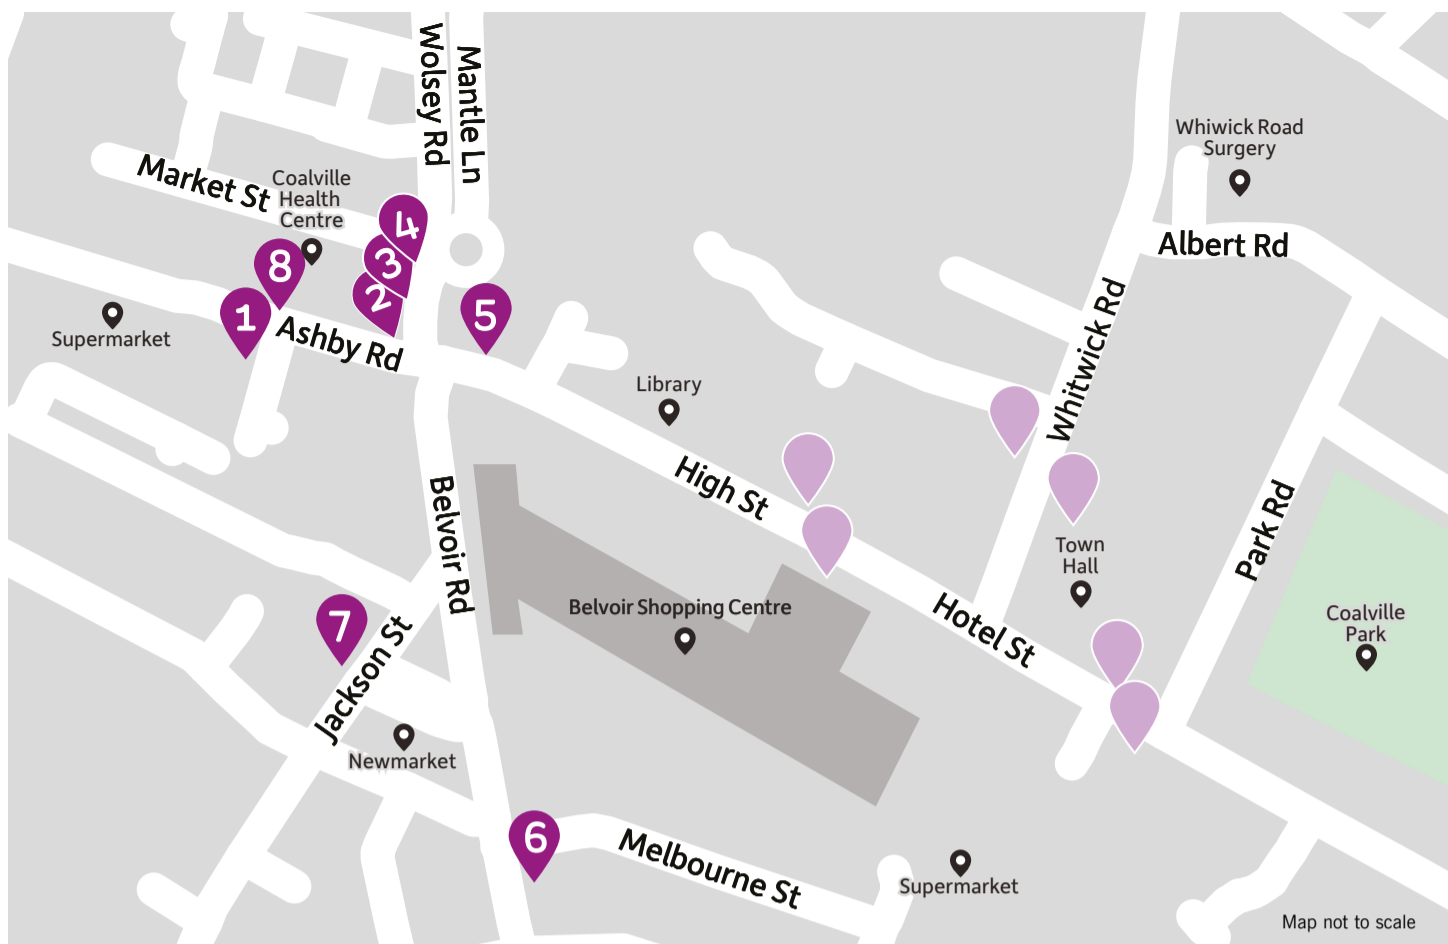 Wolsey Rd
Mantle Ln
Whiwick Road
Surgery
Market St
Coalville
Health
Centre
4
3
2
8
1
5
Albert Rd
Supermarket
Ashby Rd
Library
Whitwick Rd
High St
Belvoir Rd
Park Rd
Town
Hall
Belvoir Shopping Centre
Hotel St
Coalville
Park
7
Jackson St
Newmarket
6
Melbourne St
Supermarket
Map not to scale